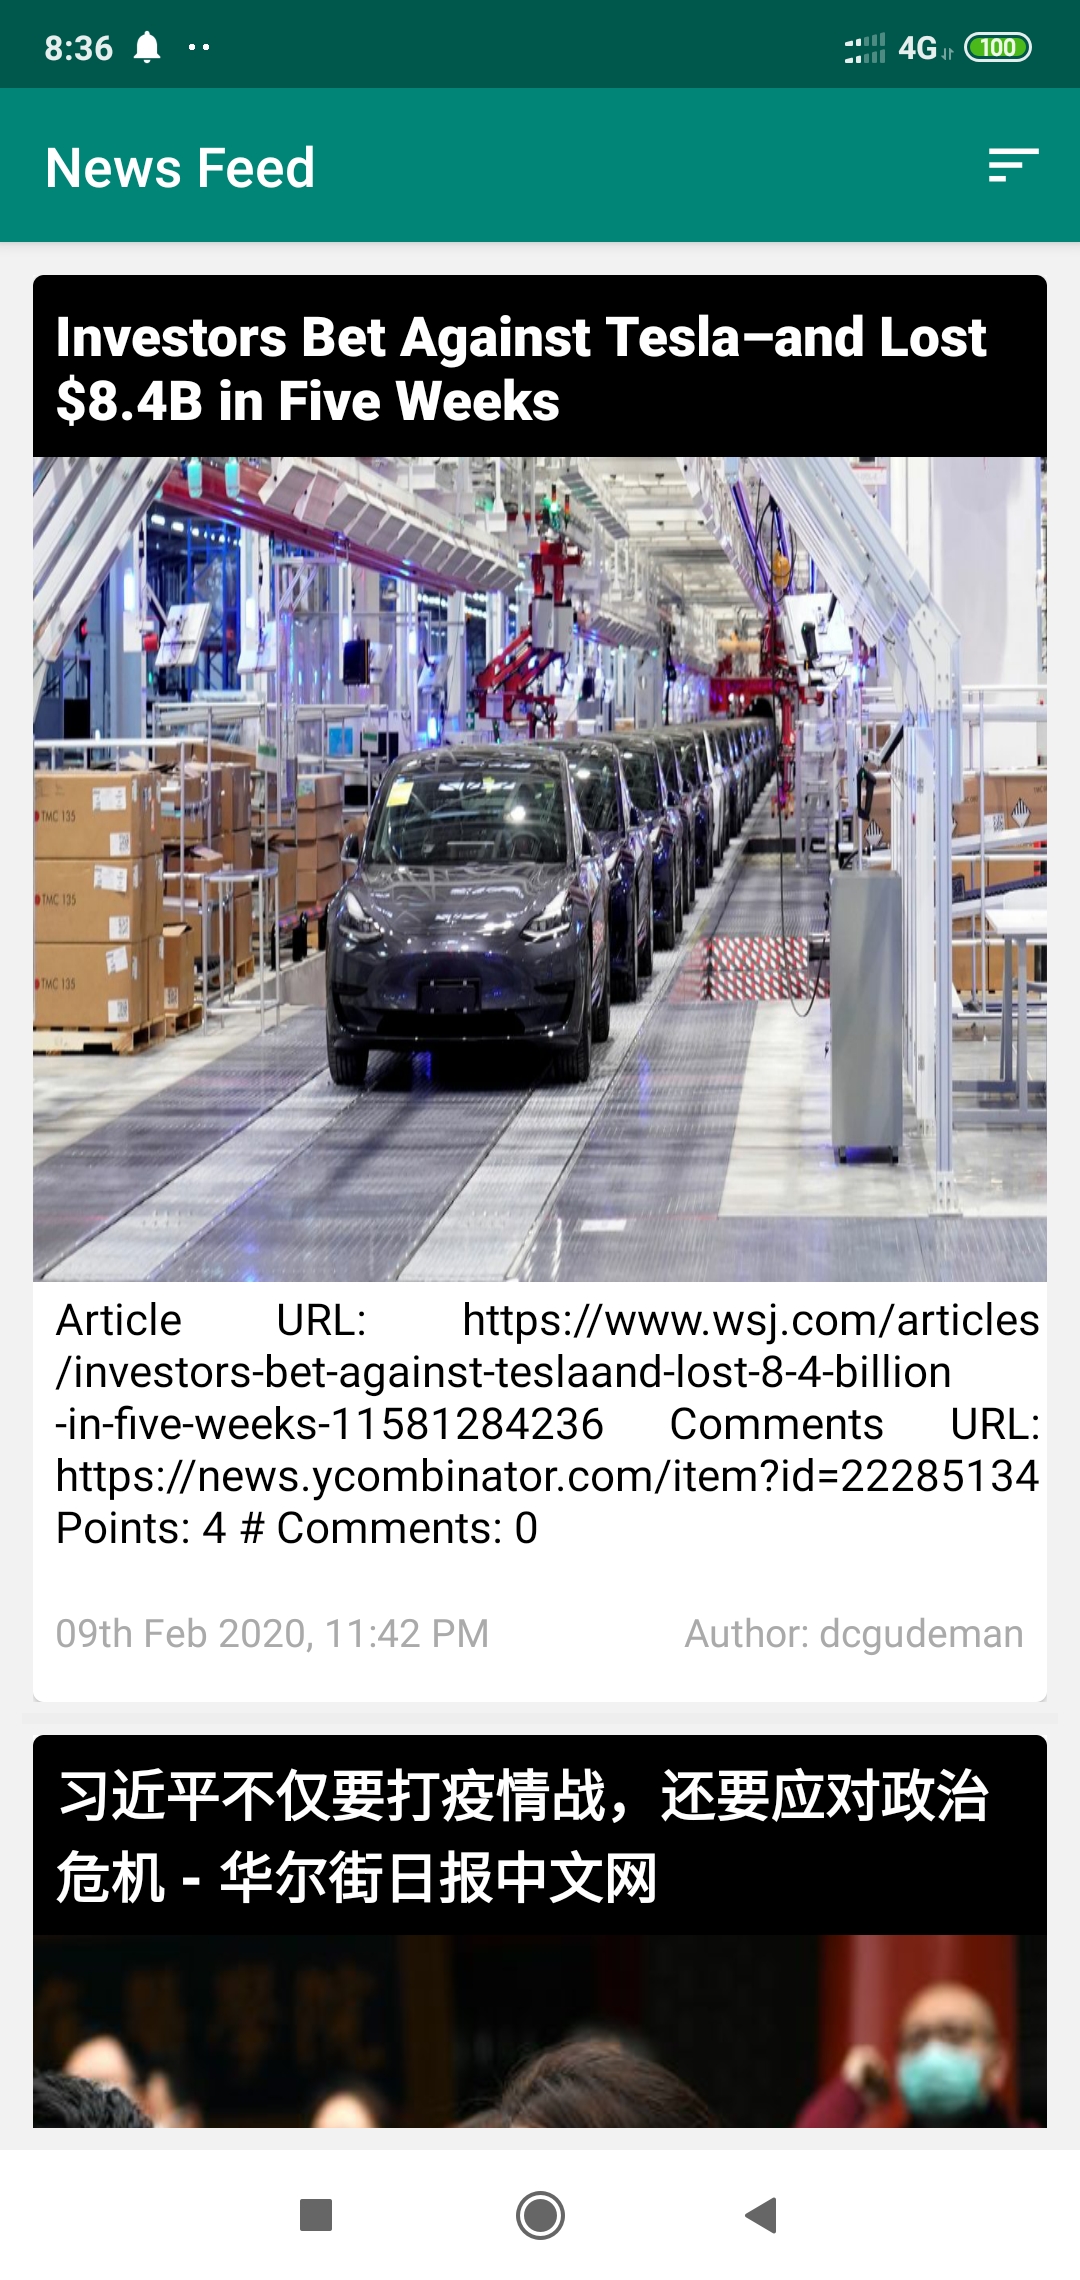 8:36
4G
100
News Feed
Investors Bet Against Tesla—and Lost
$8.4B in Five Weeks
TMC 135
TMC 135
TMC 135
Article URL: https://www.wsj.com/articles
/investors-bet-against-teslaand-lost-8-4-billion
-in-five-weeks-11581284236 Comments URL:
https://news.ycombinator.com/item?id=22285134
Points: 4 # Comments: 0
09th Feb 2020, 11:42 PM
Author: dcgudeman
习近平不仅要打疫情战，还要应对政治
危机 - 华尔街日报中文网